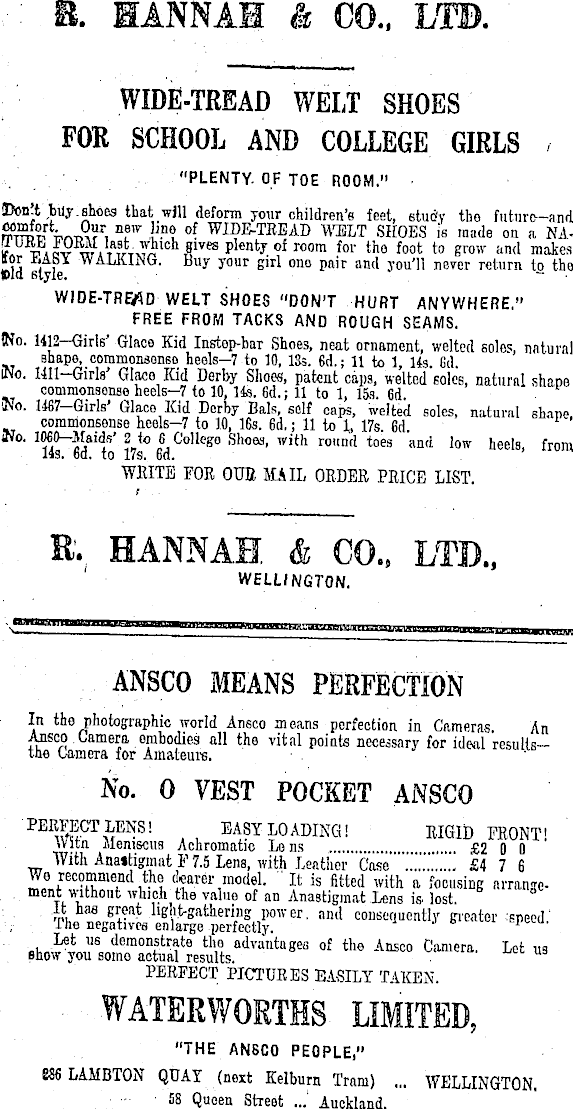 R. HANNAH & CO., LTD.
WIDE-TREAD WELT SHOES
FOR SCHOOL AND COLLEGE GIRLS
"PLENTY OF TOE ROOM."
Don't buy shoes that will deform your children's feet, study the future—and
comfort. Our new line of WIDE-TREAD WELT SHOES is made on a NA-
TURE FORM last which gives plenty of room for the foot to grow and makes
for EASY WALKING. Buy your girl one pair and you'll never return to the
old style.
WIDE-TREAD WELT SHOES "DON'T HURT ANYWHERE."
FREE FROM TACKS AND ROUGH SEAMS.
No. 1412—Girls' Glace Kid Instep-bar Shoes, neat ornament, welted soles, natural
shape, commonsense heels—7 to 10, 13s. 6d.; 11 to 1, 14s. 6d.
No. 1411—Girls' Glace Kid Derby Shoes, patent caps, welted soles, natural shape
commonsense heels—7 to 10, 14s. 6d.; 11 to 1, 15s. 6d.
No. 1467—Girls' Glace Kid Derby Bals, self caps, welted soles, natural shape,
commonsense heels—7 to 10, 16s. 6d.; 11 to 1, 17s. 6d.
No. 1060—Maids' 2 to 6 College Shoes, with round toes and low heels, from
14s. 6d. to 17s. 6d.
WRITE FOR OUR MAIL ORDER PRICE LIST.
R. HANNAH & CO., LTD.,
WELLINGTON.
ANSCO MEANS PERFECTION
In the photographic world Ansco means perfection in Cameras. An
Ansco Camera embodies all the vital points necessary for ideal results—
the Camera for Amateurs.
No. 0 VEST POCKET ANSCO
PERFECT LENS! EASY LOADING! RIGID FRONT!
With Meniscus Achromatic Lens .............................. £2 0 0
With Anastigmat F 7.5 Lens, with Leather Case ............ £4 7 6
We recommend the dearer model. It is fitted with a focusing arrange-
ment without which the value of an Anastigmat Lens is lost.
It has great light-gathering power and consequently greater speed.
The negatives enlarge perfectly.
Let us demonstrate the advantages of the Ansco Camera. Let us
show you some actual results.
PERFECT PICTURES EASILY TAKEN.
WATERWORTHS LIMITED,
"THE ANSCO PEOPLE,"
286 LAMBTON QUAY (next Kelburn Tram) ... WELLINGTON.
58 Queen Street ... Auckland.